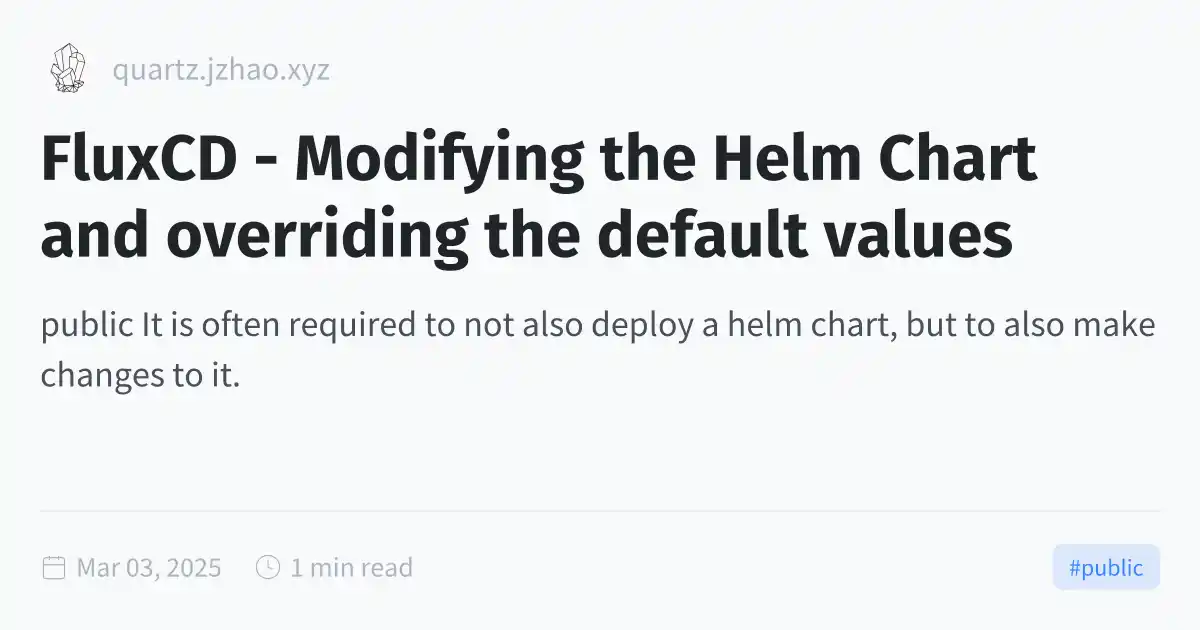 quartz.jzhao.xyz
FluxCD - Modifying the Helm Chart
and overriding the default values
public It is often required to not also deploy a helm chart, but to also make
changes to it.
Mar 03, 2025
1 min read
#public